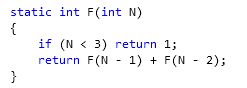 static int F(int N)
{
    if (N < 3) return 1;
    return F(N - 1) + F(N - 2);
}